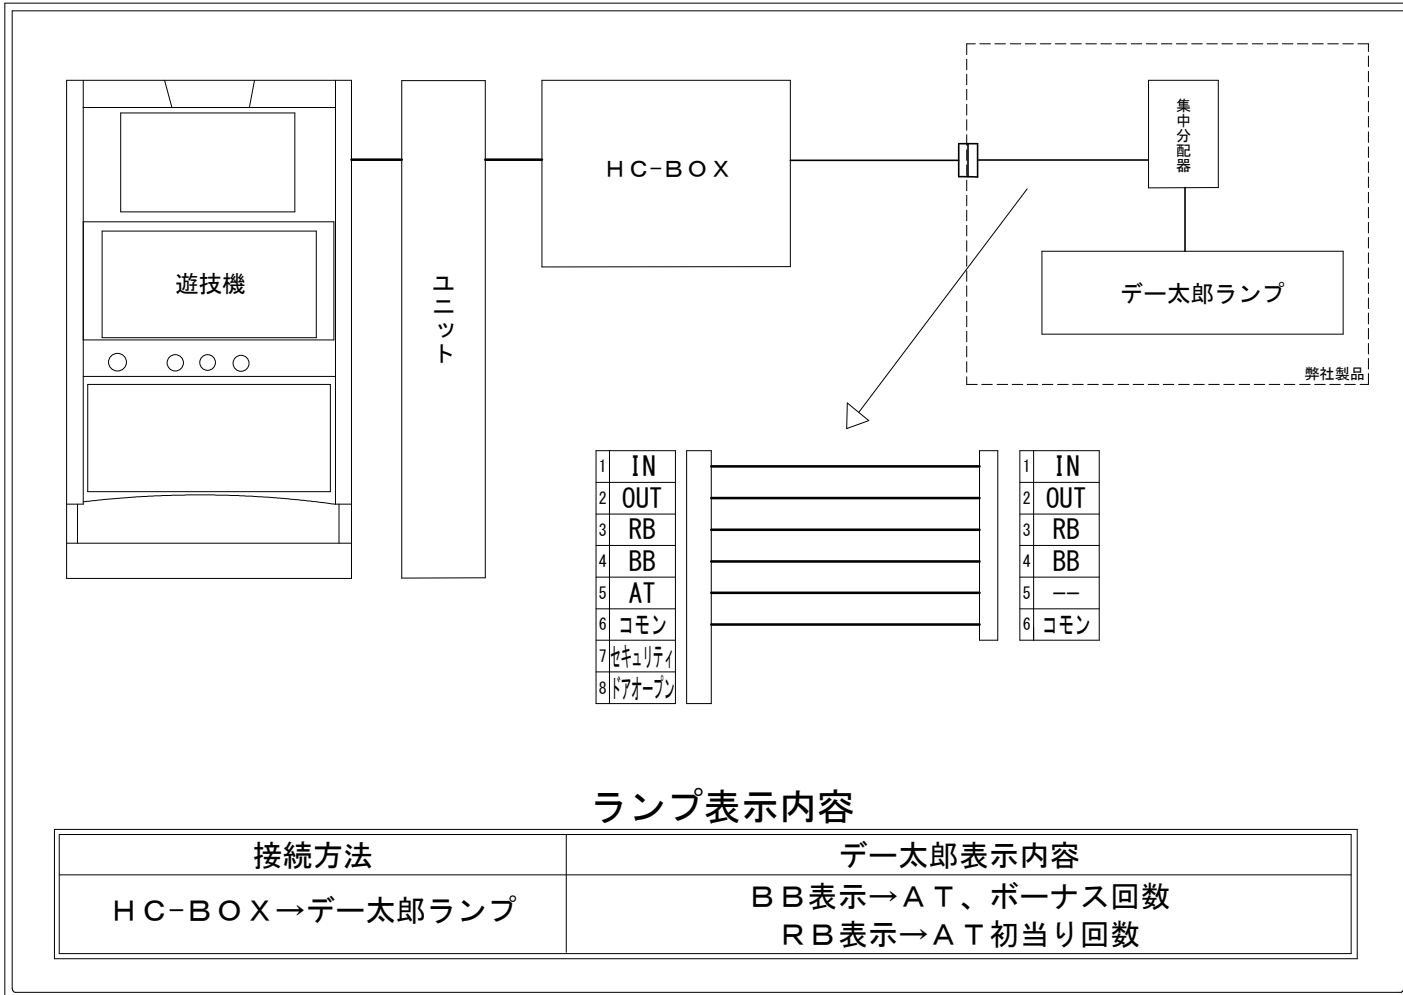 集中分配器
HC-BOX
遊技機
ユニット
デー太郎ランプ
弊社製品
1 IN
2 OUT
3 RB
4 BB
5 AT
6 コモン
7 セキュリティ
8 ドアオープン
1 IN
2 OUT
3 RB
4 BB
5 --
6 コモン
ランプ表示内容
接続方法 デー太郎表示内容
HC-BOX→デー太郎ランプ
BB表示→AT、ボーナス回数
RB表示→AT初当り回数